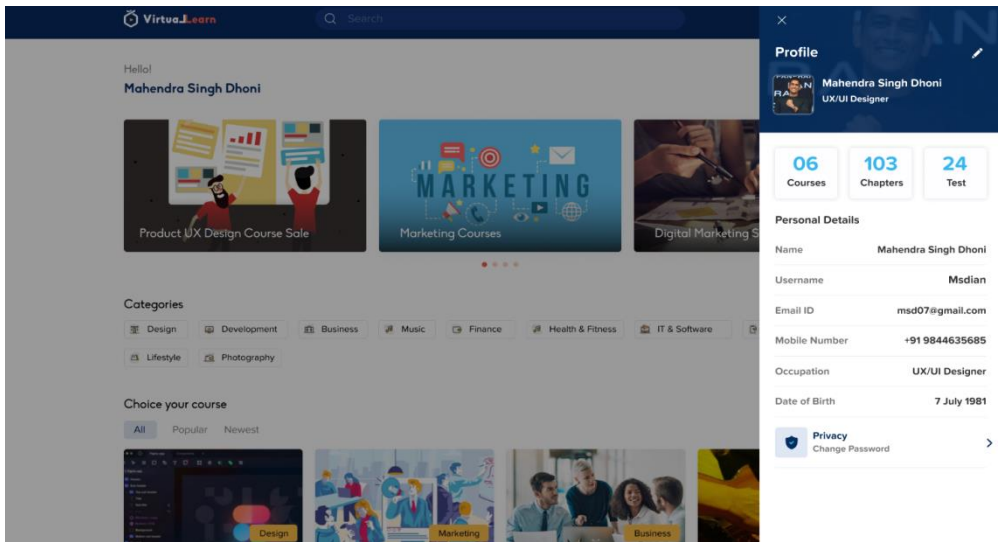 VirtuaLLearn
Search
Hello!
Mahendra Singh Dhoni
Product UX Design Course Sale
MARKETING
Marketing Courses
Digital Marketing S
Categories
Design
Development
Business
Music
Finance
Health & Fitness
IT & Software
Lifestyle
Photography
Choice your course
All
Popular
Newest
Design
Marketing
Business
Profile
Mahendra Singh Dhoni
UX/UI Designer
06
Courses
103
Chapters
24
Test
Personal Details
Name Mahendra Singh Dhoni
Username Msdian
Email ID msd07@gmail.com
Mobile Number +91 9844635685
Occupation UX/UI Designer
Date of Birth 7 July 1981
Privacy
Change Password